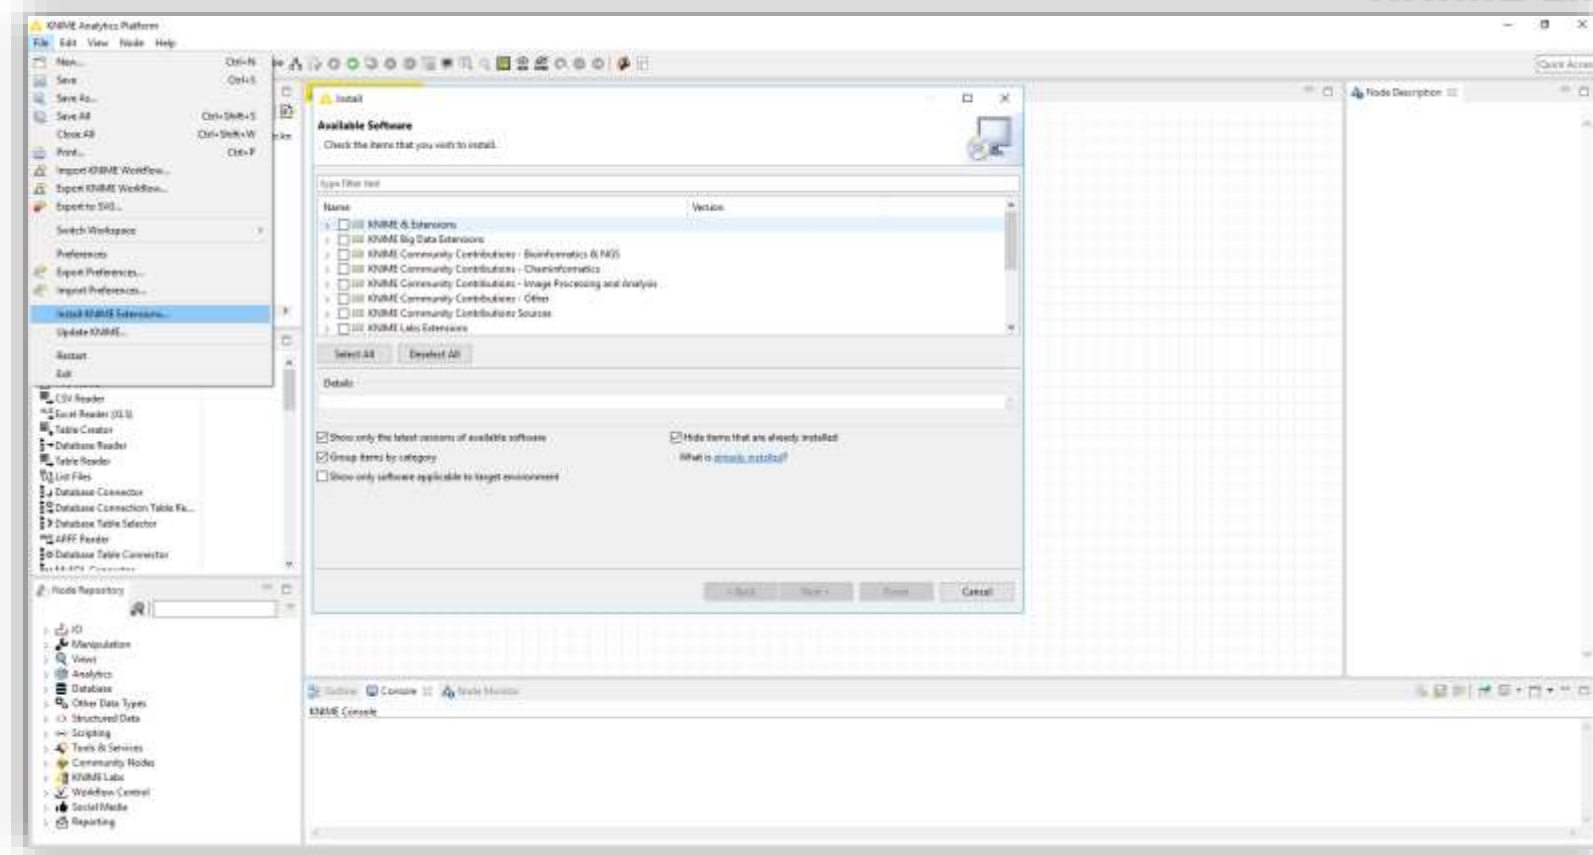 KNIME Analytics Platform
File Edit View Node Help
New... Ctrl+N
Save Ctrl+S
Save As...
Save All Ctrl+Shift+S
Close All Ctrl+Shift+W
Print... Ctrl+P
Import KNIME Workflow...
Export KNIME Workflow...
Export to SVG...
Switch Workspace
Preferences
Export Preferences...
Import Preferences...
Install KNIME Extensions...
Update KNIME...
Restart
Exit
Quick Access
CSV Reader
Excel Reader (XLS)
Table Creator
Database Reader
Table Reader
List Files
Database Connector
Database Connection Table Re...
Database Table Selector
ARFF Reader
Database Table Connector
Node Repository
IO
Manipulation
Views
Analytics
Database
Other Data Types
Structured Data
Scripting
Tools & Services
Community Nodes
KNIME Labs
Workflow Control
Social Media
Reporting
Install
Available Software
Check the items that you wish to install.
type filter text
Name Version
KNIME & Extensions
KNIME Big Data Extensions
KNIME Community Contributions - Bioinformatics & NGS
KNIME Community Contributions - Cheminformatics
KNIME Community Contributions - Image Processing and Analysis
KNIME Community Contributions - Other
KNIME Community Contributions Sources
KNIME Labs Extensions
Select All Deselect All
Details
Show only the latest versions of available software Hide items that are already installed
Group items by category What is already installed?
Show only software applicable to target environment
< Back Next > Finish Cancel
Node Description
Outline Console Node Monitor
KNIME Console